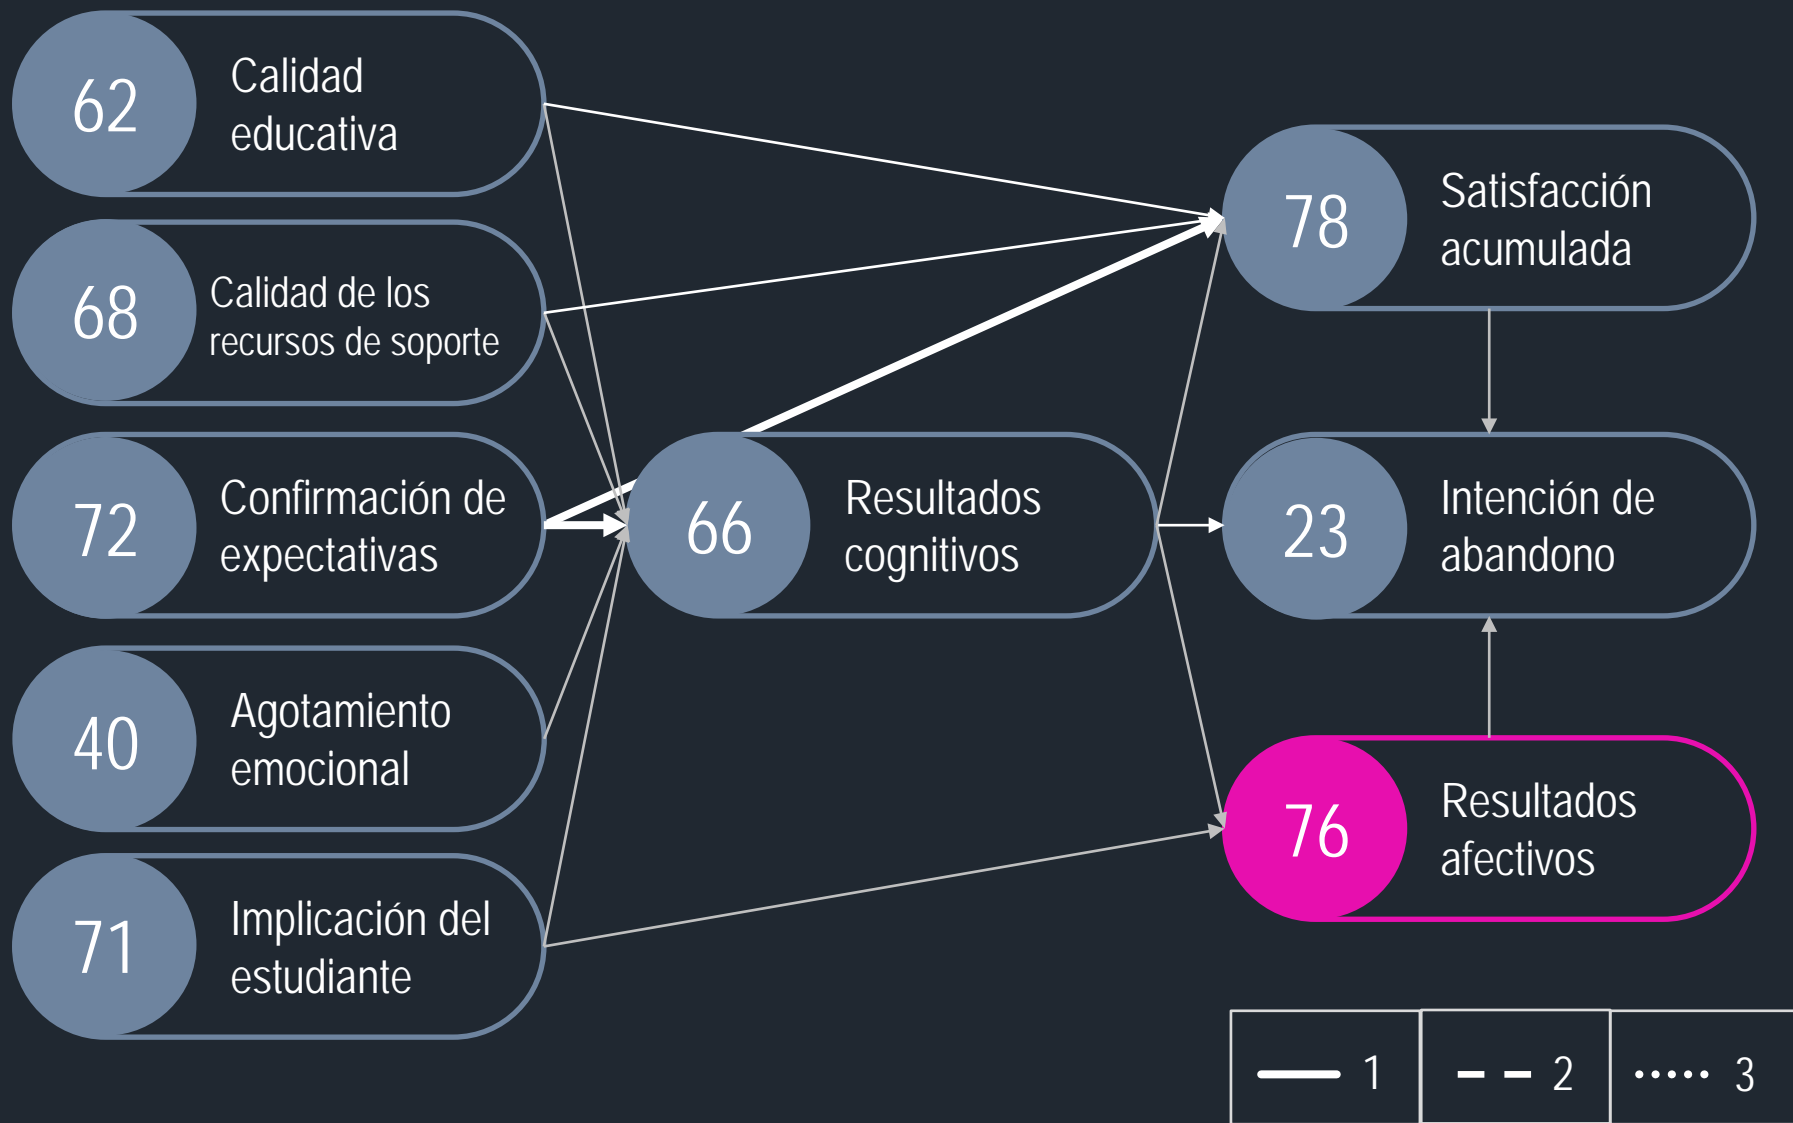 62
Calidad
educativa
68
Calidad de los
recursos de soporte
72
Confirmación de
expectativas
40
Agotamiento
emocional
71
Implicación del
estudiante
66
Resultados
cognitivos
78
Satisfacción
acumulada
23
Intención de
abandono
76
Resultados
afectivos
1
2
3